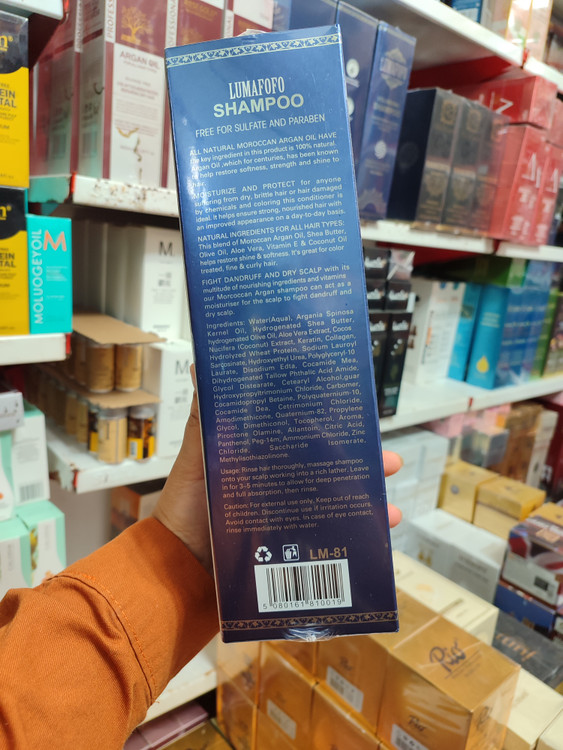 LUMAFOFO
SHAMPOO
FREE FOR SULFATE AND PARABEN
ALL NATURAL MOROCCAN ARGAN OIL HAVE
the key ingredient in this product is 100% natural
Argan Oil ,which for centuries, has been known
to help restore softness, strength and shine to
hair.
MOISTURIZE AND PROTECT for anyone
suffering from dry, brittle hair or hair damaged
by chemicals and coloring this conditioner is
ideal. It helps ensure strong, nourished hair with
an improved appearance on a day-to-day basis.
NATURAL INGREDIENTS FOR ALL HAIR TYPES:
This blend of Moroccan Argan Oil, Shea Butter,
Olive Oil, Aloe Vera, Vitamin E & Coconut Oil
helps restore shine & softness. It's great for color
treated, fine & curly hair.
FIGHT DANDRUFF AND DRY SCALP with its
multitude of nourishing ingredients and vitamins
our Moroccan Argan shampoo can act as a
moisturiser for the scalp to fight dandruff and
dry scalp.
Ingredients: Water(Aqua), Argania Spinosa
Kernel Oil, Hydrogenated Shea Butter,
hydrogenated Olive Oil, Aloe Vera Extract, Cocos
Nucifera (Coconut) Extract, Keratin, Collagen,
Hydrolyzed Wheat Protein, Sodium Lauroyl
Sarcosinate, Hydroxymethyl Urea, Polyglyceryl-10
Laurate, Disodium Edta, Cocamide Mea,
Dihydrogenated Tallow Phthalic Acid Amide,
Glycol Distearate, Cetearyl Alcohol,guar
Hydroxypropyltrimonium Chloride, Carbomer,
Cocamidopropyl Betaine, Polyquaternium-10,
Cocamide Dea, Cetrimonium Chloride,
Amodimethicone, Quaternium-82, Propylene
Glycol, Dimethiconol, Tocopherol, Aroma,
Piroctone Olamine, Allantoin, Citric Acid,
Panthenol, Peg-14m, Ammonium Chloride, Zinc
Chloride, Saccharide Isomerate,
Methylisothiazolinone.
Usage: Rinse hair thoroughly, massage shampoo
onto your scalp working into a rich lather. Leave
in for 3-5 minutes to allow for deep penetration
and full absorption, then rinse.
Caution: For external use only, Keep out of reach
of children. Discontinue use if irritation occurs.
Avoid contact with eyes. In case of eye contact,
rinse immediately with water.
LM-81
5 080161 810019
MOLUOGEYOIL
M
M
M
ARGAN OIL
Rico